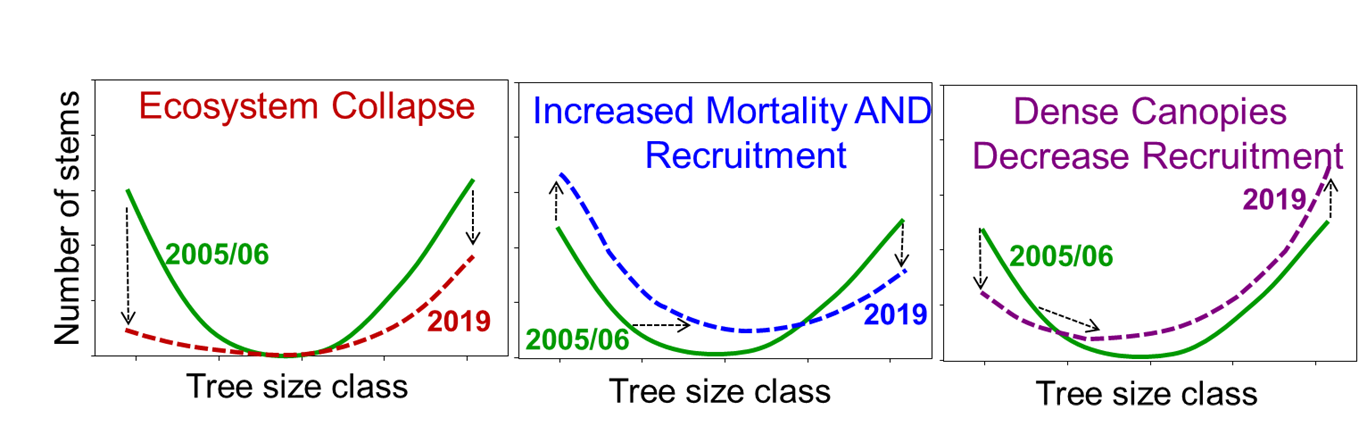 Number of stems
Ecosystem Collapse
2005/06
2019
Tree size class
Increased Mortality AND
Recruitment
2005/06
2019
Tree size class
Dense Canopies
Decrease Recruitment
2019
2005/06
Tree size class